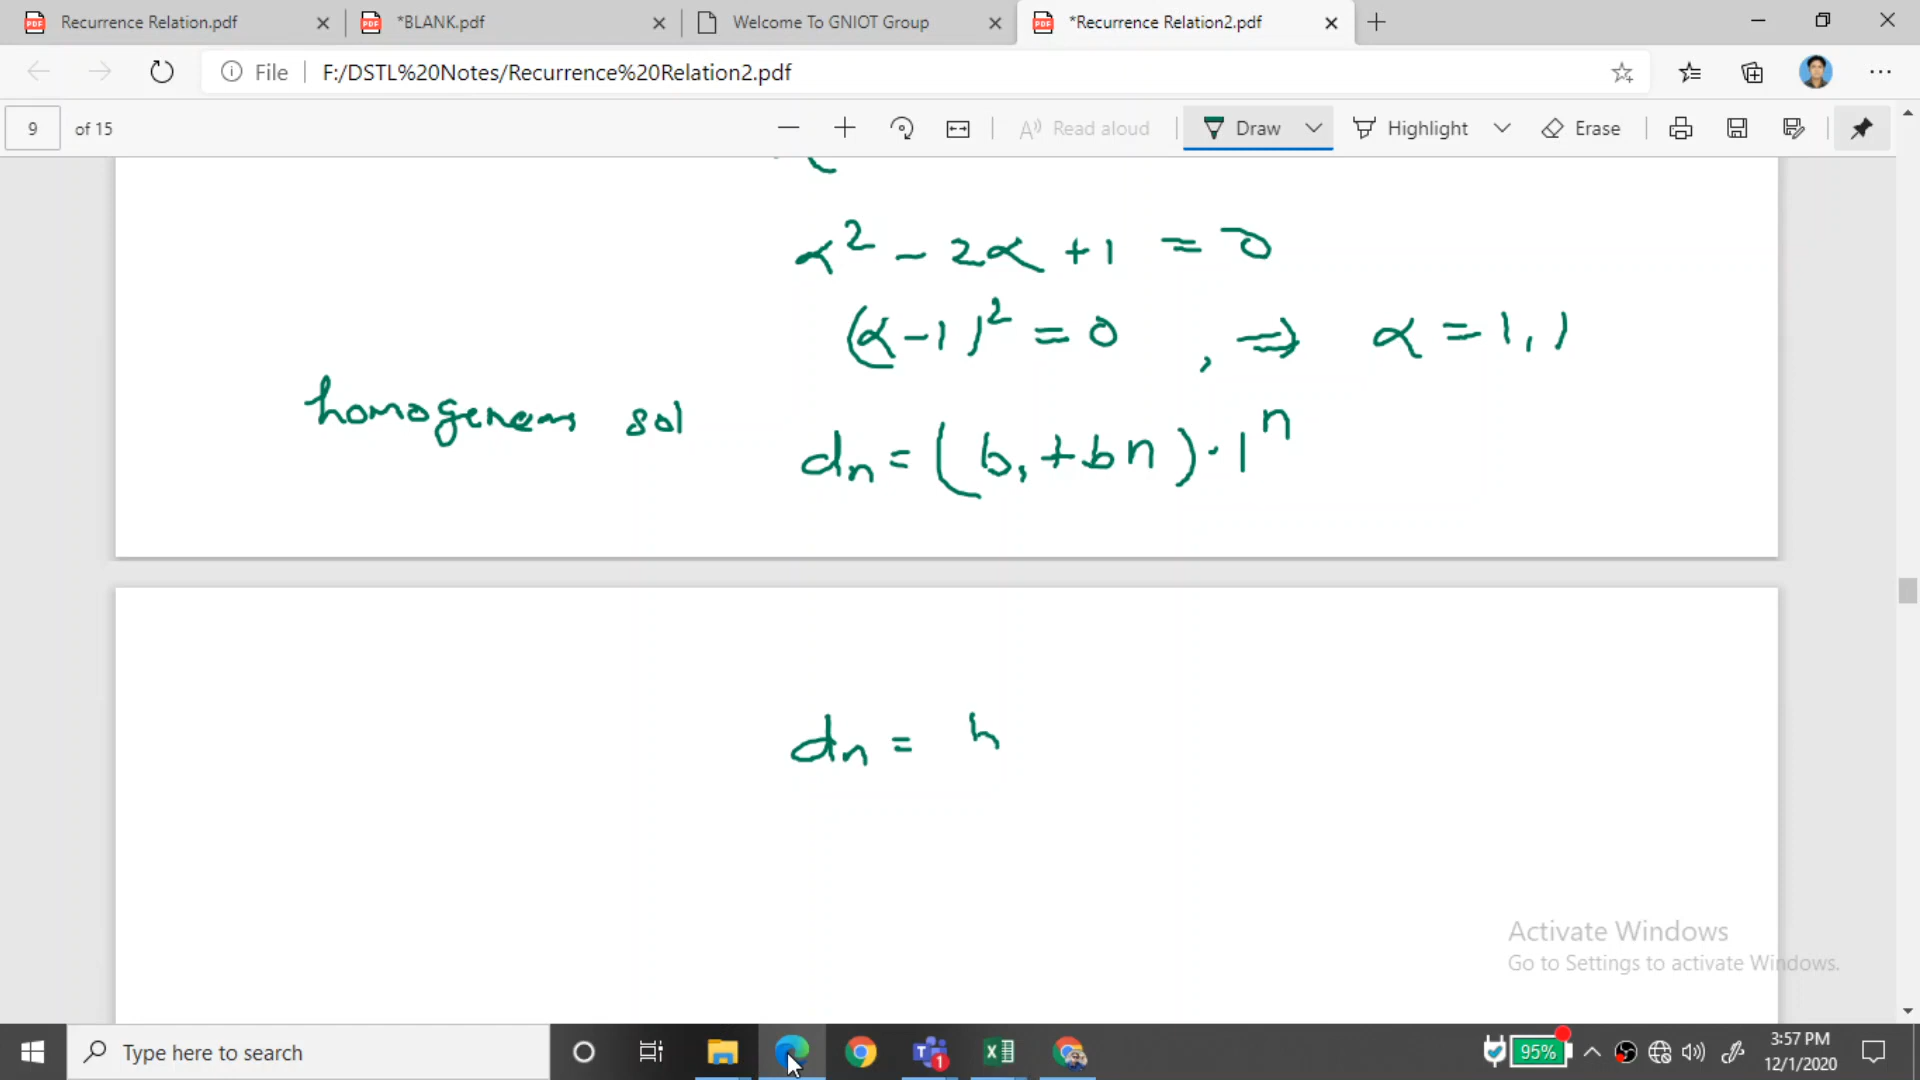 Recurrence Relation.pdf
*BLANK.pdf
Welcome To GNIOT Group
*Recurrence Relation2.pdf
File
F:/DSTL%20Notes/Recurrence%20Relation2.pdf
9 of 15
Read aloud
Draw
Highlight
Erase
α² - 2α + 1 = 0
(α - 1)² = 0 , ⇒ α = 1, 1
homogeneous sol
dn = (b₁ + b n) · 1ⁿ
dn =
Activate Windows
Go to Settings to activate Windows.
Type here to search
1
95%
3:57 PM
12/1/2020